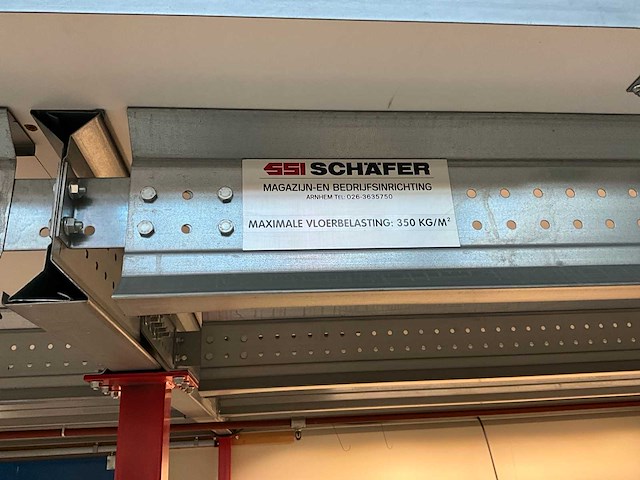 SSI SCHÄFER
MAGAZIJN-EN BEDRIJFSINRICHTING
ARNHEM TEL: 026-3635750
MAXIMALE VLOERBELASTING: 350 KG/M²